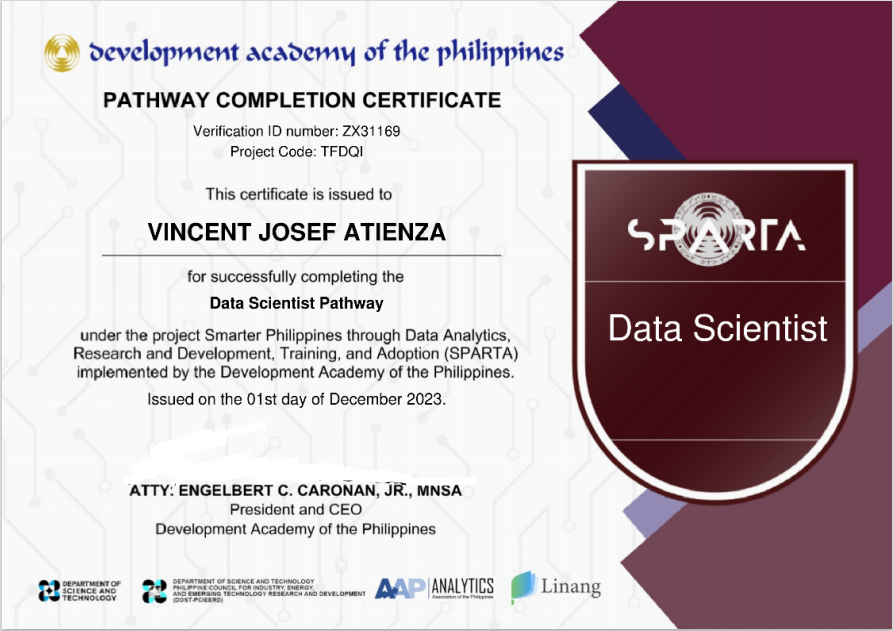 development academy of the philippines
PATHWAY COMPLETION CERTIFICATE
Verification ID number: ZX31169
Project Code: TFDQI
This certificate is issued to
VINCENT JOSEF ATIENZA
for successfully completing the
Data Scientist Pathway
under the project Smarter Philippines through Data Analytics,
Research and Development, Training, and Adoption (SPARTA)
implemented by the Development Academy of the Philippines.
Issued on the 01st day of December 2023.
ATTY. ENGELBERT C. CAROÑAN, JR., MNSA
President and CEO
Development Academy of the Philippines
SPARTA
Data Scientist
DEPARTMENT OF
SCIENCE AND
TECHNOLOGY
DEPARTMENT OF SCIENCE AND TECHNOLOGY
PHILIPPINE COUNCIL FOR INDUSTRY, ENERGY,
AND EMERGING TECHNOLOGY RESEARCH AND DEVELOPMENT
(DOST-PCIEERD)
AAP
ANALYTICS
Association of the Philippines
Linang